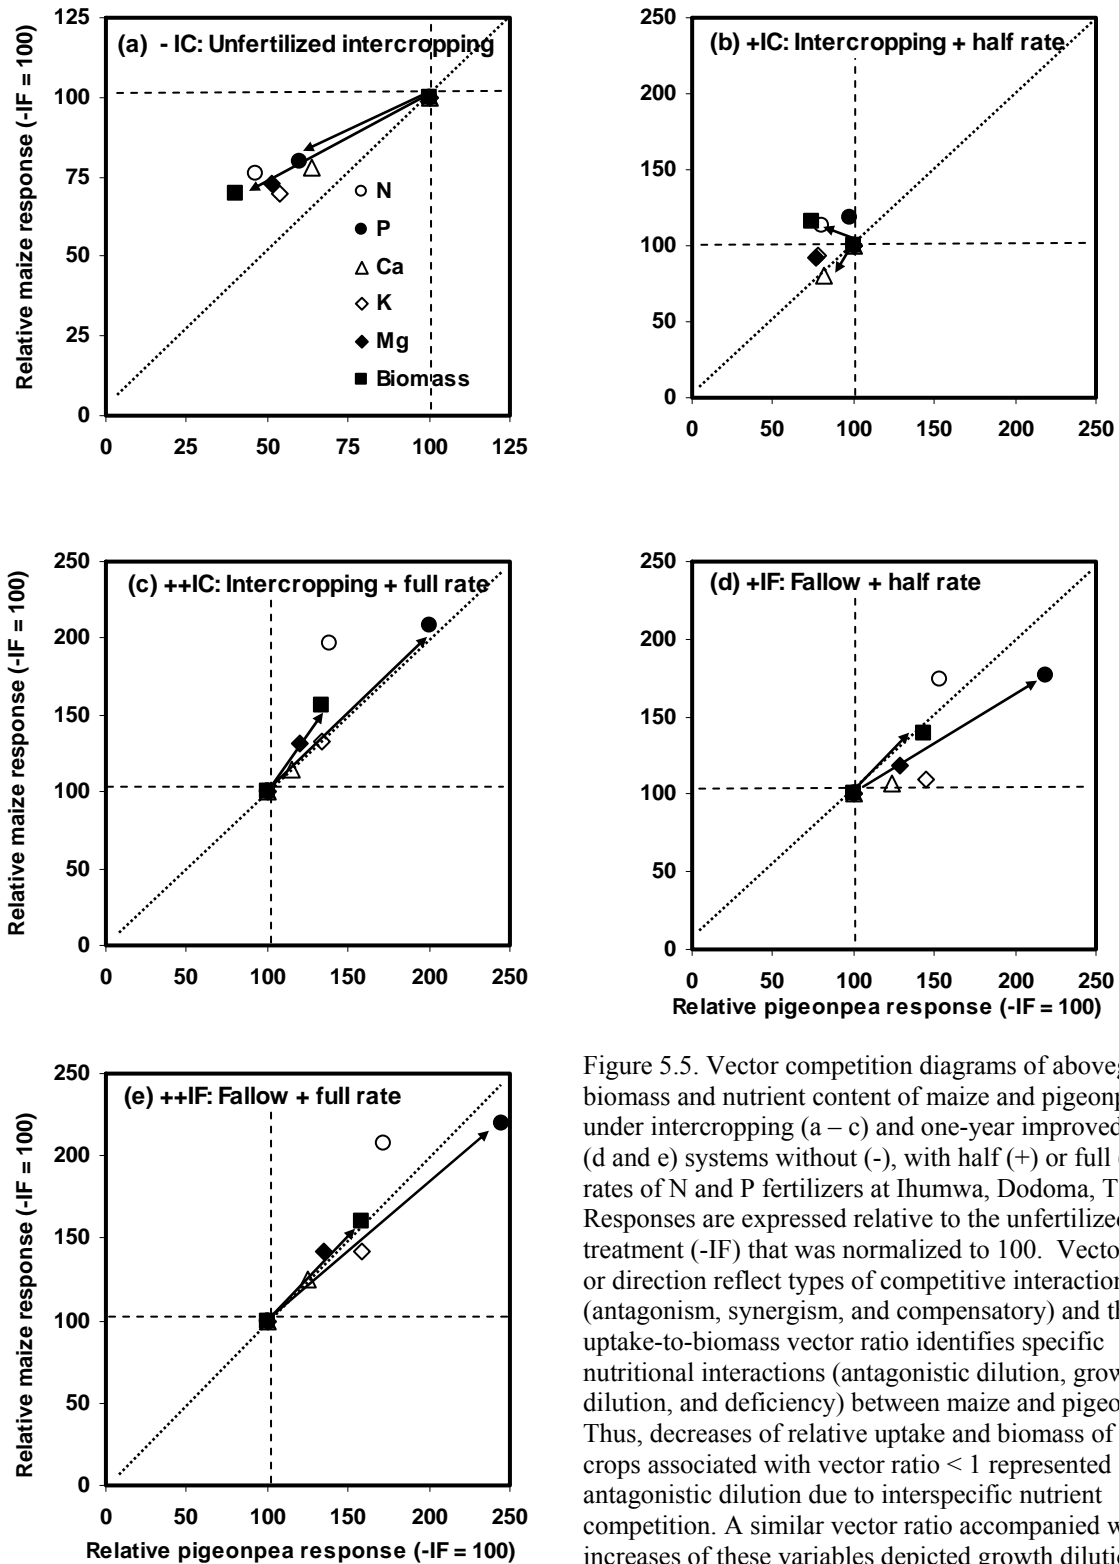 125
100
75
50
25
0
0 25 50 75 100 125
Relative maize response (-IF = 100)
(a) - IC: Unfertilized intercropping
N
P
Ca
K
Mg
Biomass
250
200
150
100
50
0
0 50 100 150 200 250
(b) +IC: Intercropping + half rate
250
200
150
100
50
0
0 50 100 150 200 250
Relative maize response (-IF = 100)
(c) ++IC: Intercropping + full rate
250
200
150
100
50
0
0 50 100 150 200 250
(d) +IF: Fallow + half rate
Relative pigeonpea response (-IF = 100)
250
200
150
100
50
0
0 50 100 150 200 250
Relative maize response (-IF = 100)
(e) ++IF: Fallow + full rate
Relative pigeonpea response (-IF = 100)
Figure 5.5. Vector competition diagrams of
biomass and nutrient content of maize and
under intercropping (a – c) and one-year improved
(d and e) systems without (-), with half (+) or full
rates of N and P fertilizers at Ihumwa, Dodoma,
Responses are expressed relative to the unfertilized
treatment (-IF) that was normalized to 100. Vector
or direction reflect types of competitive interaction
(antagonism, synergism, and compensatory) and
uptake-to-biomass vector ratio identifies specific
nutritional interactions (antagonistic dilution,
dilution, and deficiency) between maize and
Thus, decreases of relative uptake and biomass of
crops associated with vector ratio < 1 represented
antagonistic dilution due to interspecific nutrient
competition. A similar vector ratio accompanied
increases of these variables depicted growth